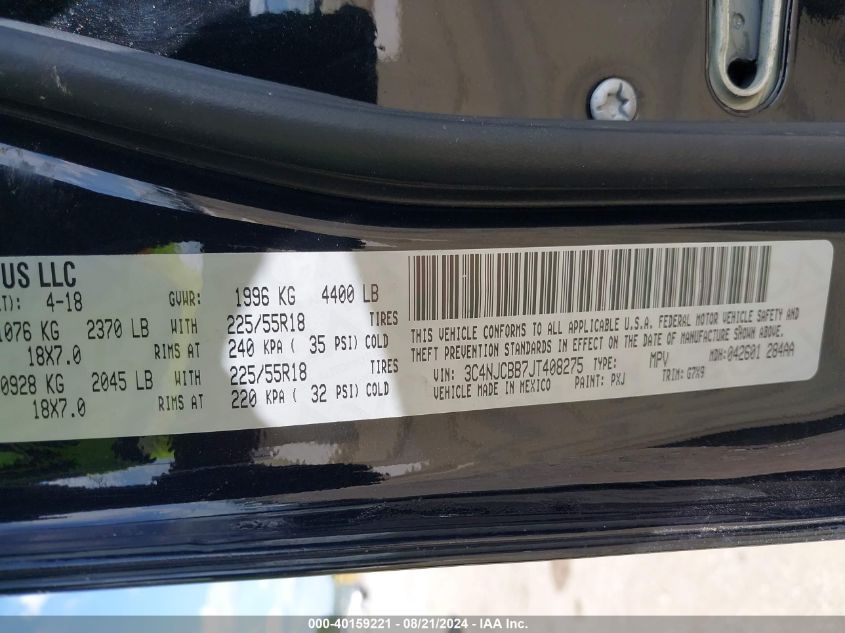 US LLC
T): 4-18 GVWR: 1996 KG 4400 LB
1076 KG 2370 LB WITH 225/55R18 TIRES
18X7.0 RIMS AT 240 KPA ( 35 PSI) COLD
0928 KG 2045 LB WITH 225/55R18 TIRES
18X7.0 RIMS AT 220 KPA ( 32 PSI) COLD
THIS VEHICLE CONFORMS TO ALL APPLICABLE U.S.A. FEDERAL MOTOR VEHICLE SAFETY AND
THEFT PREVENTION STANDARDS IN EFFECT ON THE DATE OF MANUFACTURE SHOWN ABOVE.
VIN: 3C4NJCBB7JT408275 TYPE: MPV MDH: 042601 284AA
VEHICLE MADE IN MEXICO PAINT: PXJ TRIM: G7X9
000-40159221 - 08/21/2024 - IAA Inc.